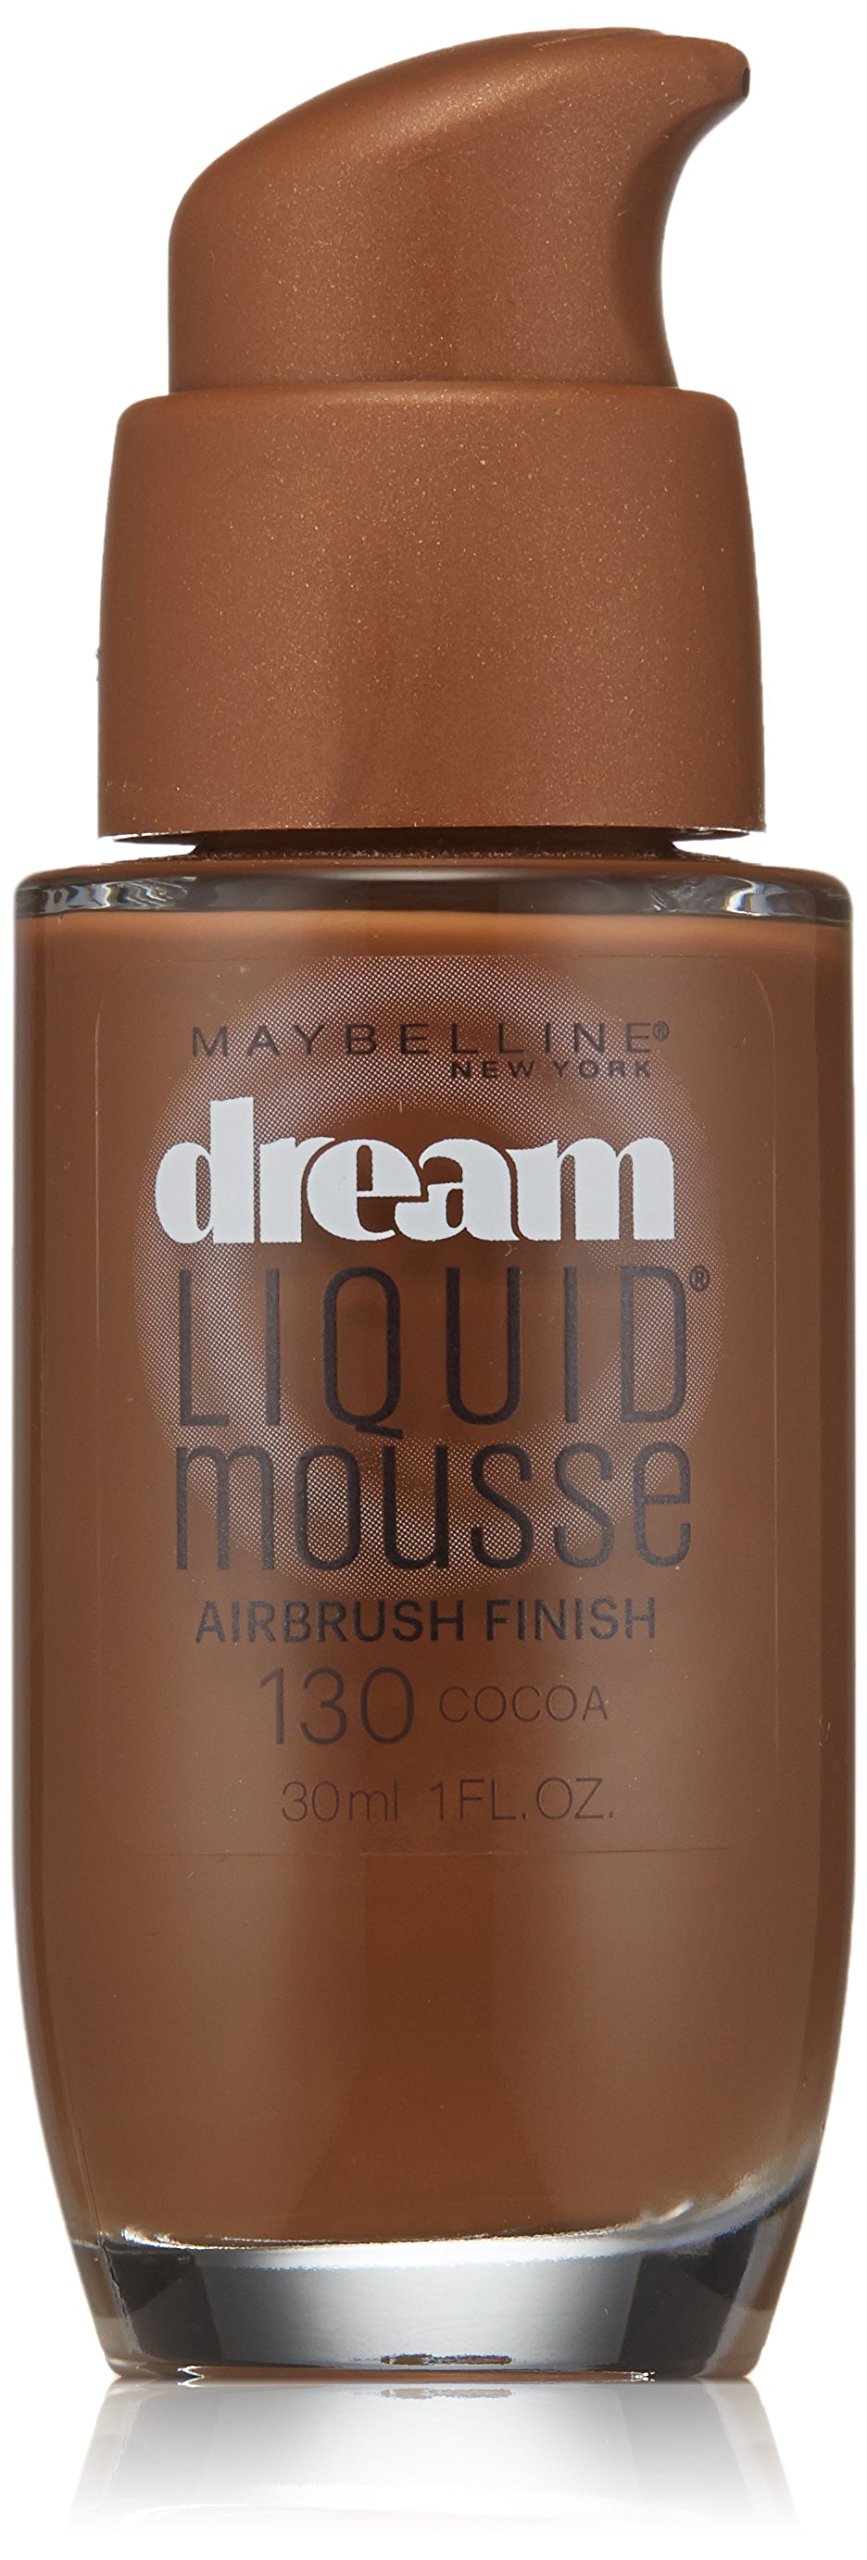 MAYBELLINE®
NEW YORK
dream
LIQUID®
mousse
AIRBRUSH FINISH
130 COCOA
30ml 1FL.OZ.